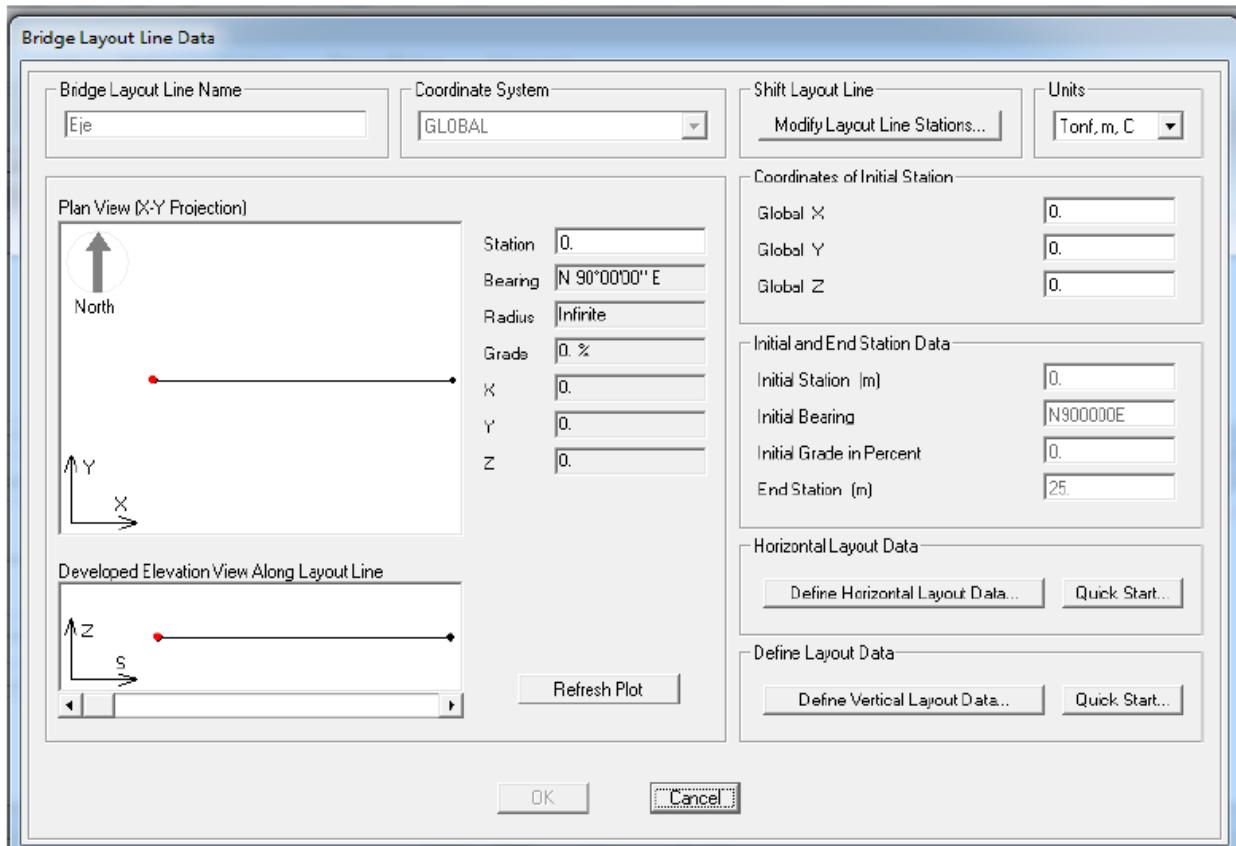 Bridge Layout Line Data
Bridge Layout Line Name
Eje
Coordinate System
GLOBAL
Shift Layout Line
Modify Layout Line Stations...
Units
Tonf, m, C
Plan View (X-Y Projection)
North
Y
X
Station 0.
Bearing N 90°00'00" E
Radius Infinite
Grade 0. %
X 0.
Y 0.
Z 0.
Developed Elevation View Along Layout Line
Z
S
Refresh Plot
Coordinates of Initial Station
Global X 0.
Global Y 0.
Global Z 0.
Initial and End Station Data
Initial Station (m) 0.
Initial Bearing N900000E
Initial Grade in Percent 0.
End Station (m) 25.
Horizontal Layout Data
Define Horizontal Layout Data... Quick Start...
Define Layout Data
Define Vertical Layout Data... Quick Start...
OK Cancel